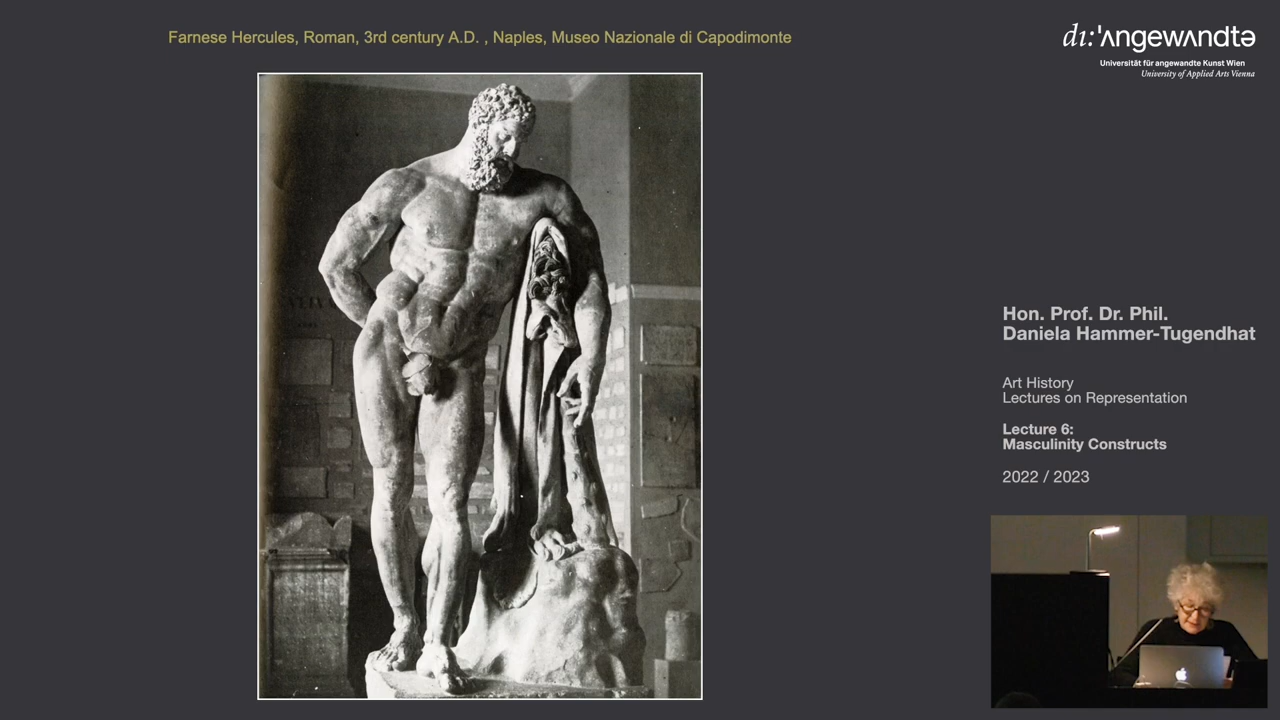 Farnese Hercules, Roman, 3rd century A.D. , Naples, Museo Nazionale di Capodimonte
di:'ʌngewʌndtə
Universität für angewandte Kunst Wien
University of Applied Arts Vienna
Hon. Prof. Dr. Phil.
Daniela Hammer-Tugendhat
Art History
Lectures on Representation
Lecture 6:
Masculinity Constructs
2022 / 2023